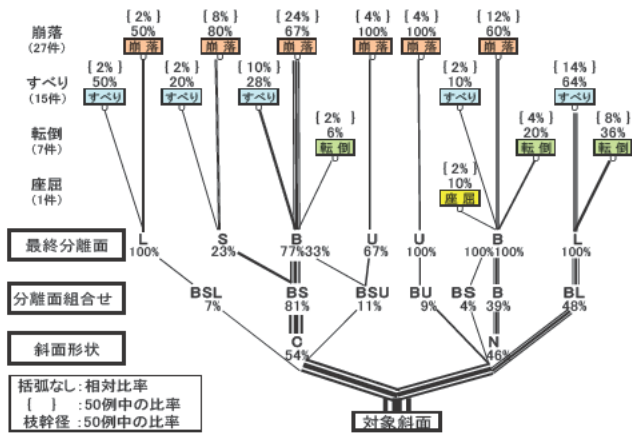 { 2% } { 8% } {24%} { 4% } { 4% } {12%}
崩落 50% 80% 67% 100% 100% 60%
(27件) 崩落 崩落 崩落 崩落 崩落 崩落
{ 2% } { 2% } {10%} { 2% } {14%}
すべり 50% 20% 28% 10% 64%
(15件) すべり すべり すべり すべり すべり
{ 2% } { 4% } { 8% }
転倒 6% 20% 36%
(7件) 転倒 転倒 転倒
{ 2% }
座屈 10%
(1件) 座屈
最終分離面 L S B U U B L
100% 23% 77%33% 67% 100% 100%100% 100%
分離面組合せ BSL BS BSU BU BS B BL
7% 81% 11% 9% 4% 39% 48%
斜面形状 C N
54% 46%
括弧なし:相対比率
{ }:50例中の比率
枝幹径:50例中の比率
対象斜面